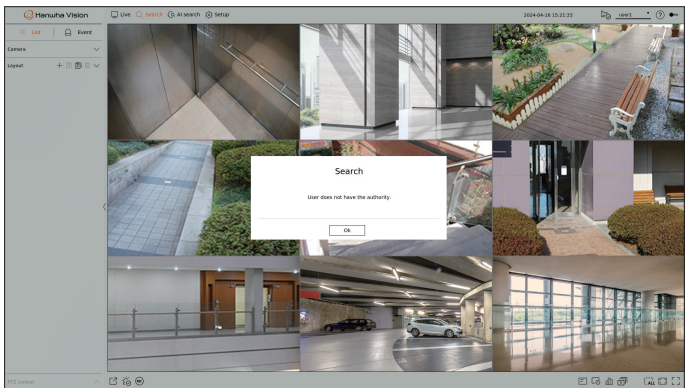 Hanwha Vision
Live Search AI search Setup
2024-04-16 15:21:33
user1
List Event
Camera
Layout
Search
User does not have the authority.
Ok
PTZ control
ALL